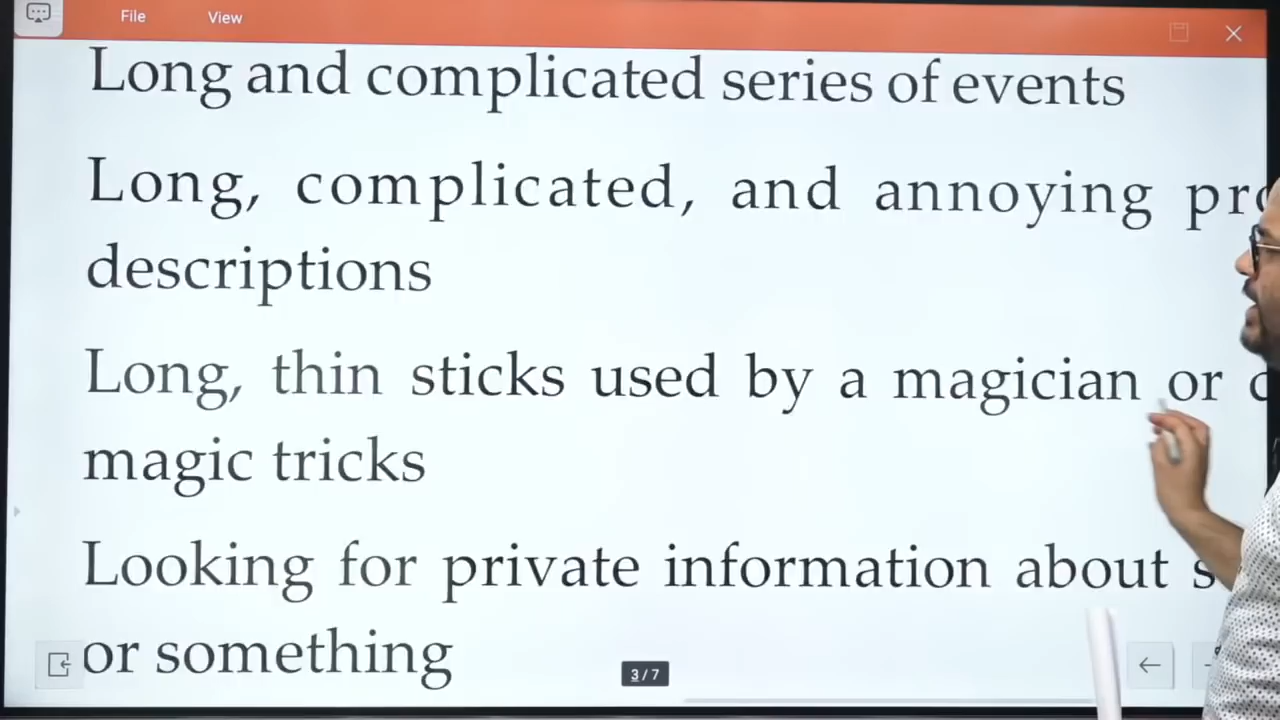 File View
Long and complicated series of events
Long, complicated, and annoying
descriptions
Long, thin sticks used by a magician or
magic tricks
Looking for private information about
or something
3/7